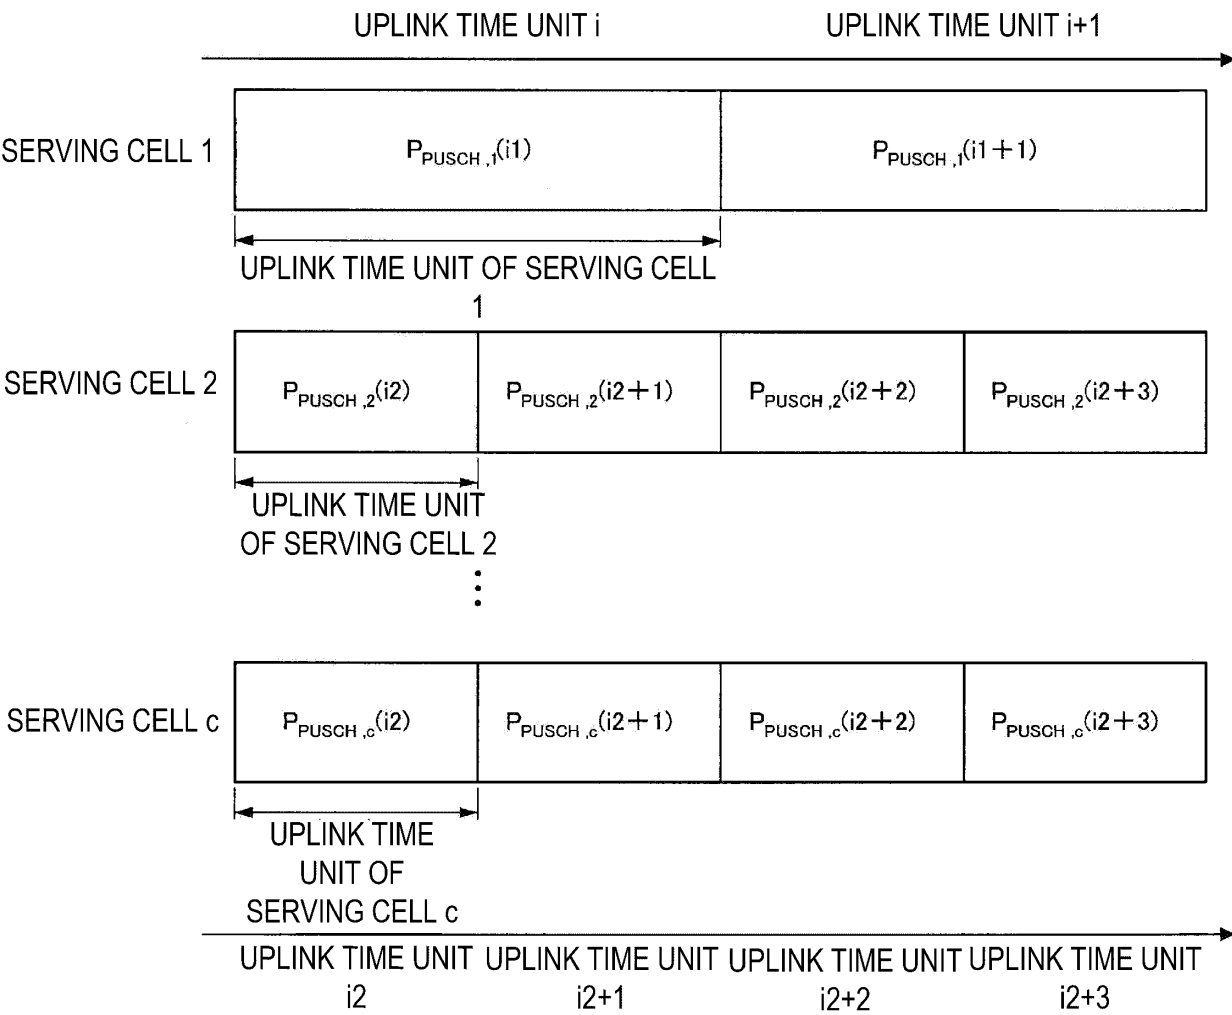 UPLINK TIME UNIT i UPLINK TIME UNIT i+1
SERVING CELL 1 P_PUSCH,1(i1) P_PUSCH,1(i1+1)
UPLINK TIME UNIT OF SERVING CELL
1
SERVING CELL 2 P_PUSCH,2(i2) P_PUSCH,2(i2+1) P_PUSCH,2(i2+2) P_PUSCH,2(i2+3)
UPLINK TIME UNIT
OF SERVING CELL 2
⋮
SERVING CELL c P_PUSCH,c(i2) P_PUSCH,c(i2+1) P_PUSCH,c(i2+2) P_PUSCH,c(i2+3)
UPLINK TIME
UNIT OF
SERVING CELL c
UPLINK TIME UNIT UPLINK TIME UNIT UPLINK TIME UNIT UPLINK TIME UNIT
i2 i2+1 i2+2 i2+3